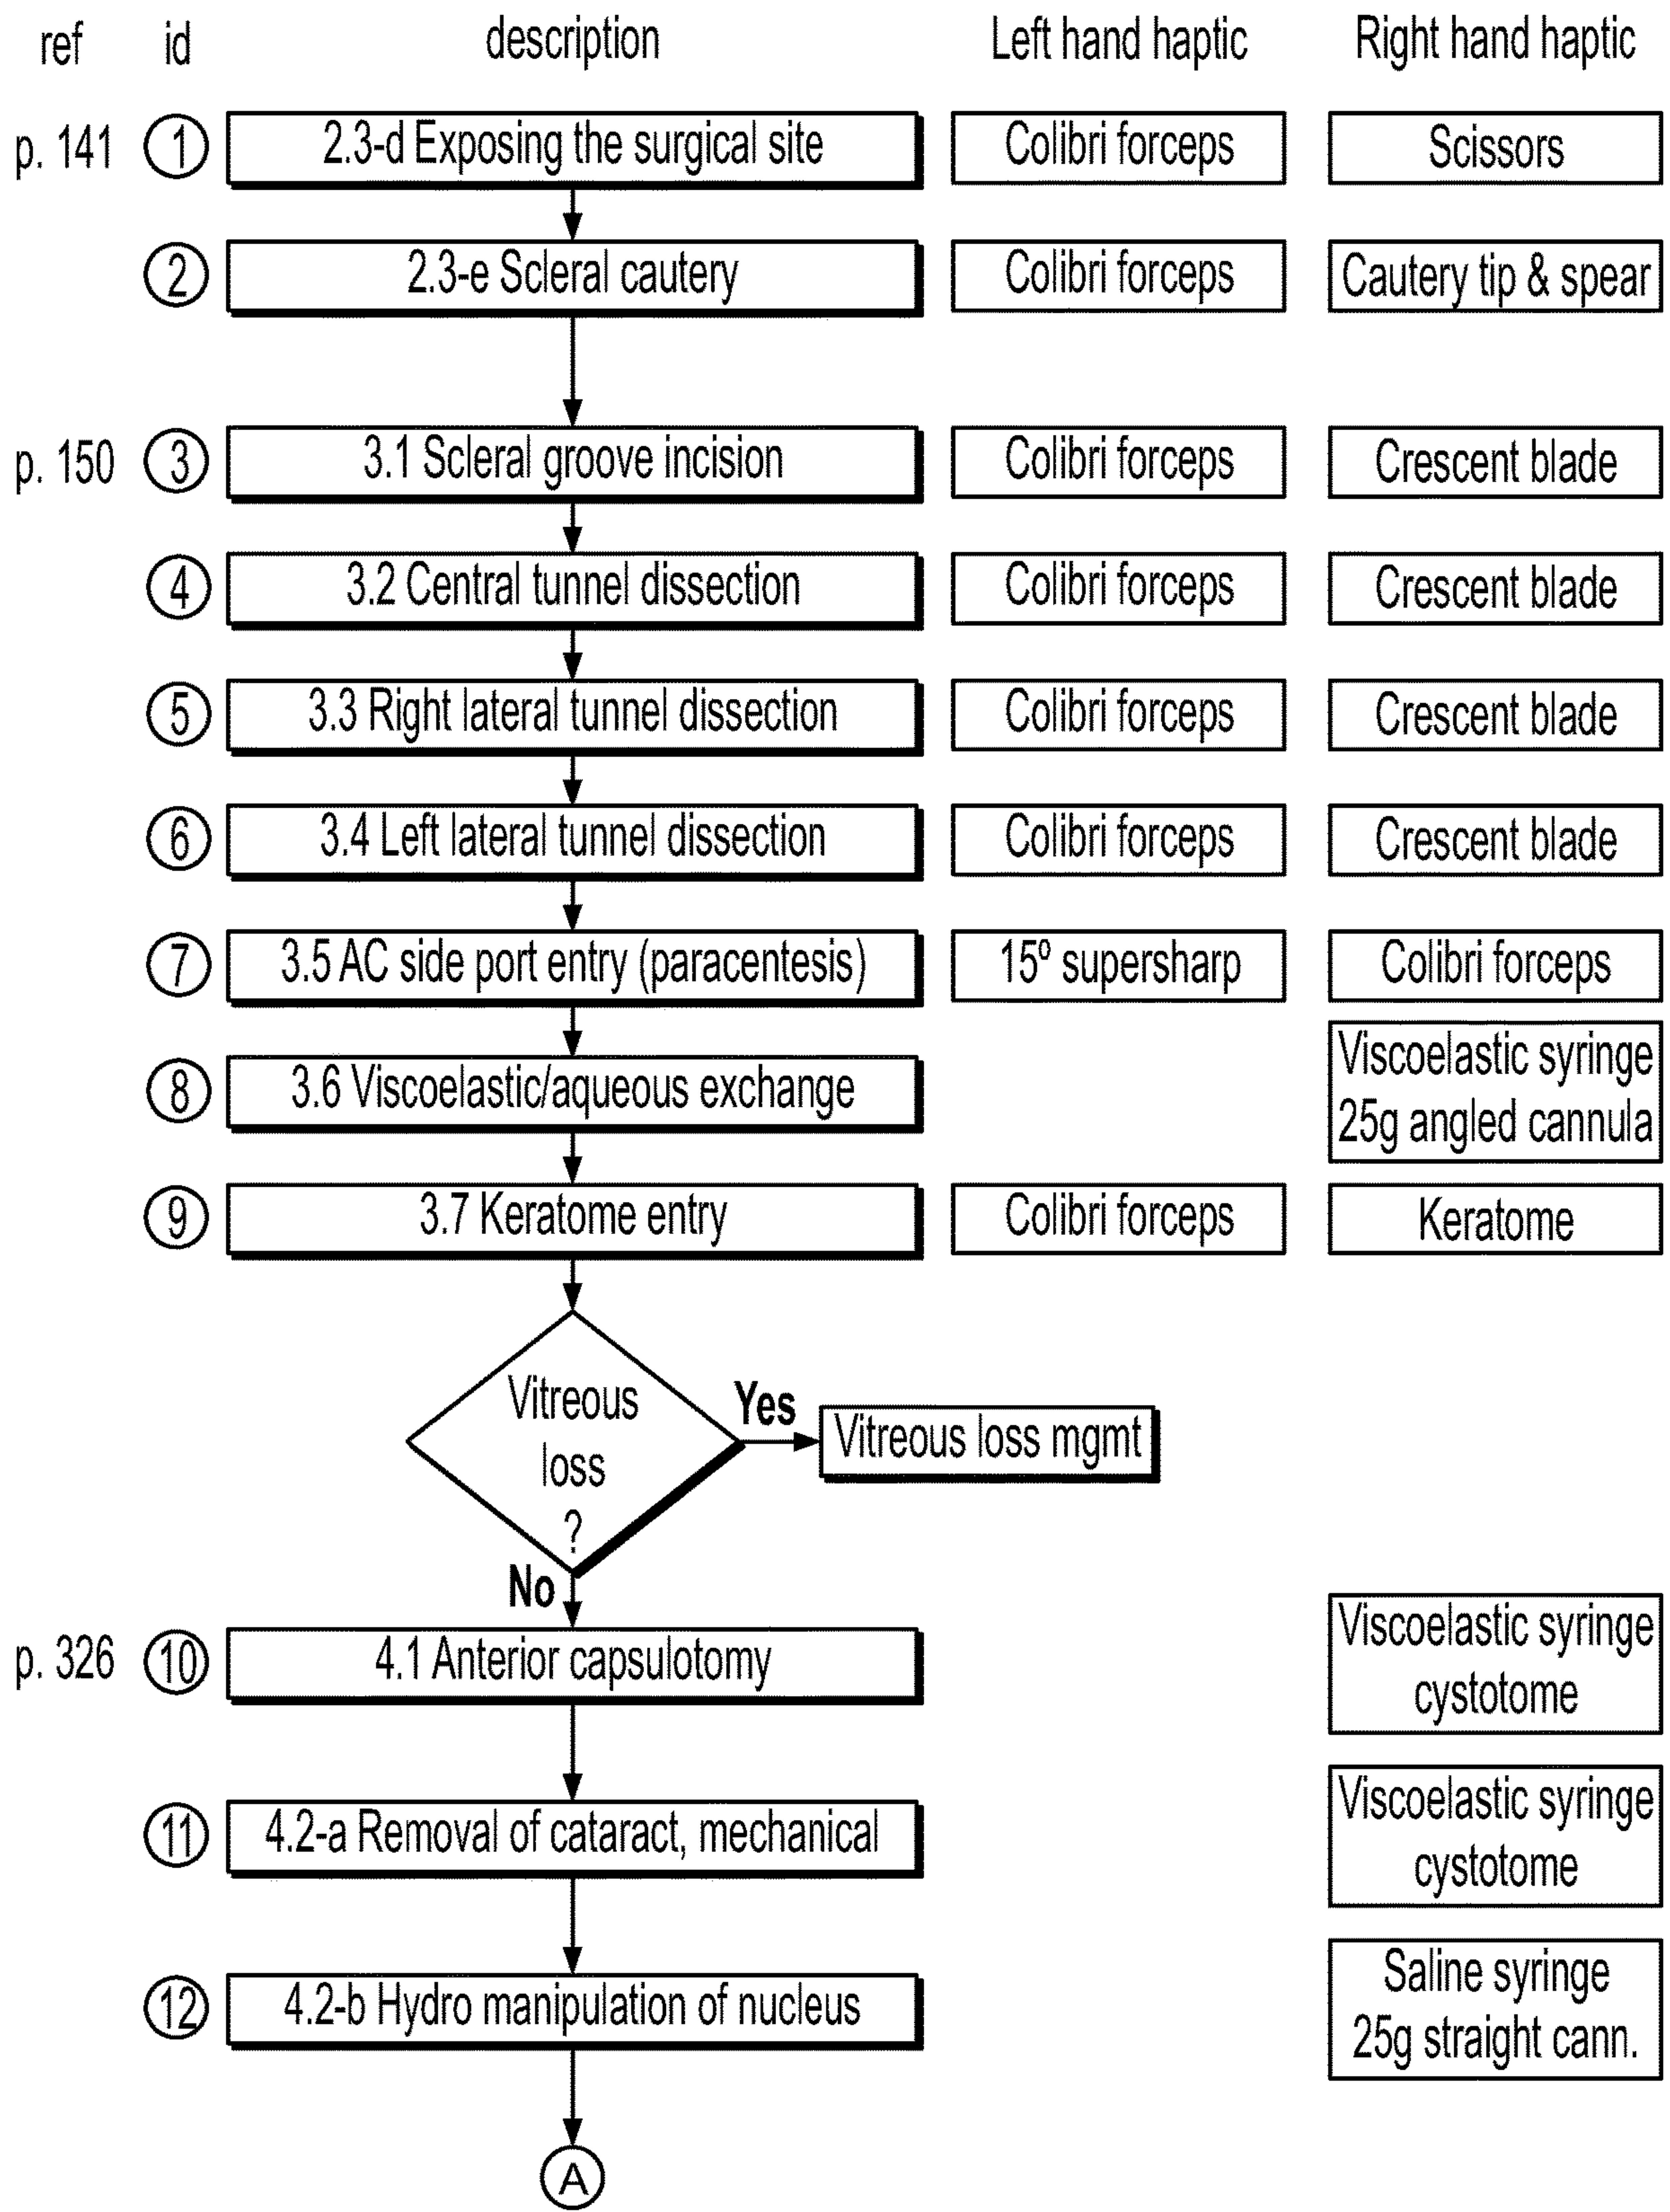 ref id description Left hand haptic Right hand haptic
p. 141 1 2.3-d Exposing the surgical site Colibri forceps Scissors
2 2.3-e Scleral cautery Colibri forceps Cautery tip & spear
p. 150 3 3.1 Scleral groove incision Colibri forceps Crescent blade
4 3.2 Central tunnel dissection Colibri forceps Crescent blade
5 3.3 Right lateral tunnel dissection Colibri forceps Crescent blade
6 3.4 Left lateral tunnel dissection Colibri forceps Crescent blade
7 3.5 AC side port entry (paracentesis) 15º supersharp Colibri forceps
8 3.6 Viscoelastic/aqueous exchange Viscoelastic syringe
25g angled cannula
9 3.7 Keratome entry Colibri forceps Keratome
Vitreous
loss
?
Yes
Vitreous loss mgmt
No
p. 326 10 4.1 Anterior capsulotomy Viscoelastic syringe
cystotome
11 4.2-a Removal of cataract, mechanical Viscoelastic syringe
cystotome
12 4.2-b Hydro manipulation of nucleus Saline syringe
25g straight cann.
A